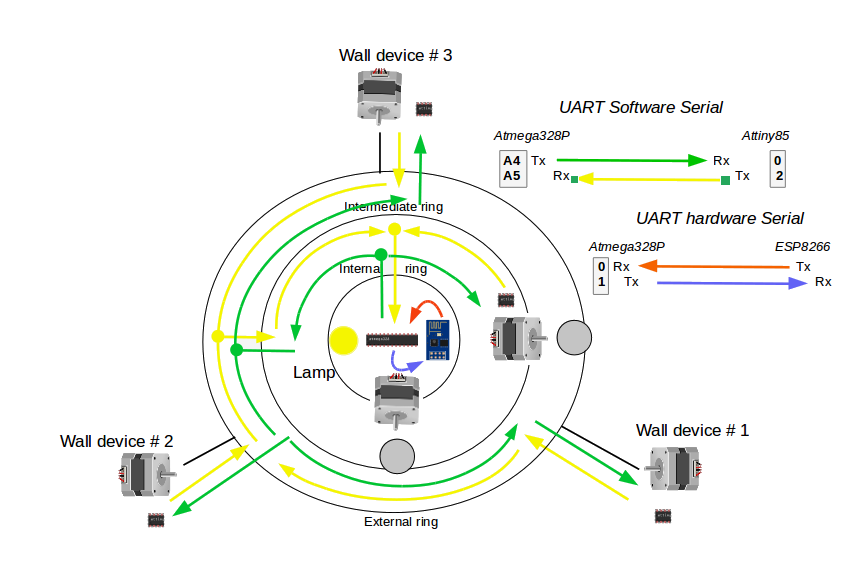 Wall device # 3
UART Software Serial
Atmega328P
Attiny85
A4 Tx
Rx
0
A5
Rx
Tx
2
Intermediate ring
UART hardware Serial
Atmega328P
ESP8266
0 Rx
Tx
1
Tx
Rx
Internal ring
Lamp
Wall device # 2
Wall device # 1
External ring